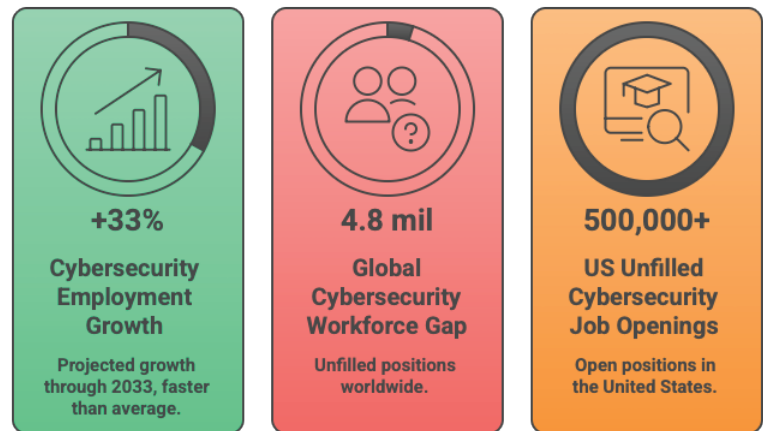 +33%
Cybersecurity
Employment
Growth
Projected growth
through 2033, faster
than average.
4.8 mil
Global
Cybersecurity
Workforce Gap
Unfilled positions
worldwide.
500,000+
US Unfilled
Cybersecurity
Job Openings
Open positions in
the United States.